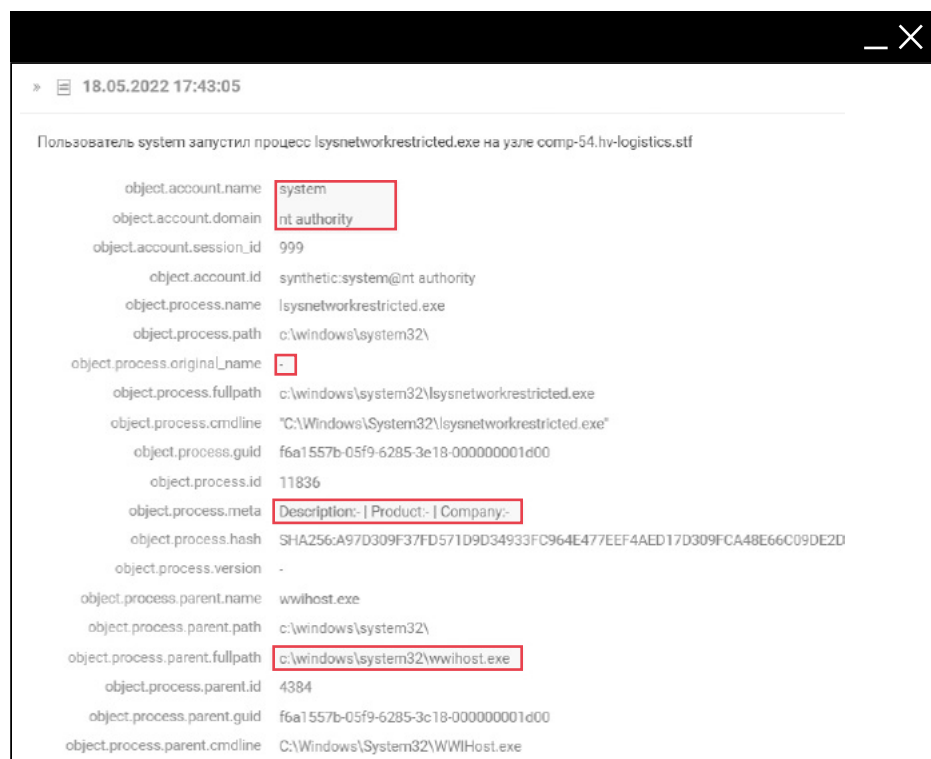 » 18.05.2022 17:43:05
Пользователь system запустил процесс lsysnetworkrestricted.exe на узле comp-54.hv-logistics.stf
object.account.name system
object.account.domain nt authority
object.account.session_id 999
object.account.id synthetic:system@nt authority
object.process.name lsysnetworkrestricted.exe
object.process.path c:\windows\system32\
object.process.original_name -
object.process.fullpath c:\windows\system32\lsysnetworkrestricted.exe
object.process.cmdline "C:\Windows\System32\lsysnetworkrestricted.exe"
object.process.guid f6a1557b-05f9-6285-3e18-000000001d00
object.process.id 11836
object.process.meta Description:- | Product:- | Company:-
object.process.hash SHA256:A97D309F37FD571D9D34933FC964E477EEF4AED17D309FCA48E66C09DE2D
object.process.version -
object.process.parent.name wwihost.exe
object.process.parent.path c:\windows\system32\
object.process.parent.fullpath c:\windows\system32\wwihost.exe
object.process.parent.id 4384
object.process.parent.guid f6a1557b-05f9-6285-3c18-000000001d00
object.process.parent.cmdline C:\Windows\System32\WWIHost.exe